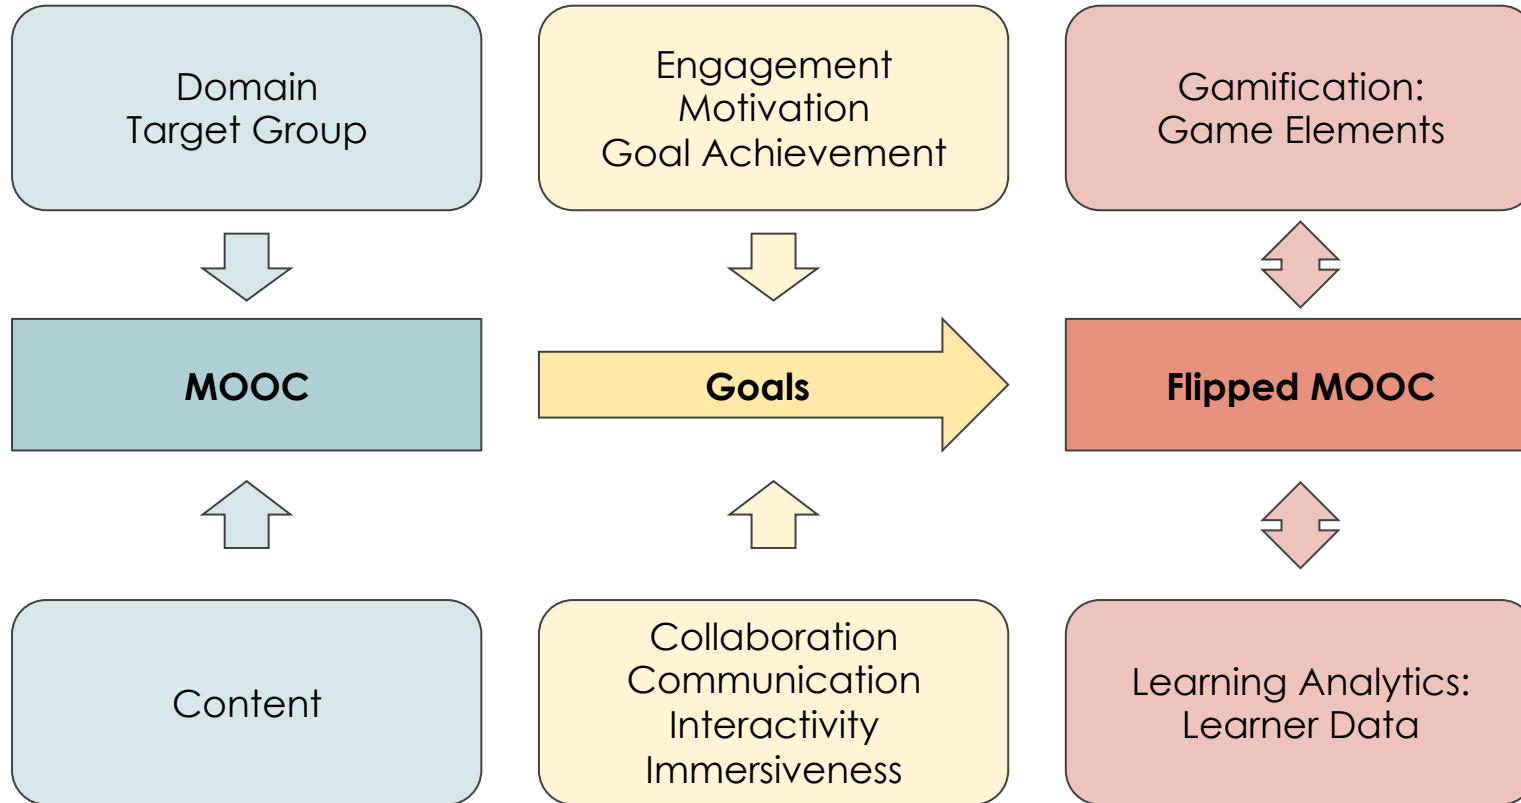 Domain
Target Group
Engagement
Motivation
Goal Achievement
Gamification:
Game Elements
MOOC
Goals
Flipped MOOC
Content
Collaboration
Communication
Interactivity
Immersiveness
Learning Analytics:
Learner Data